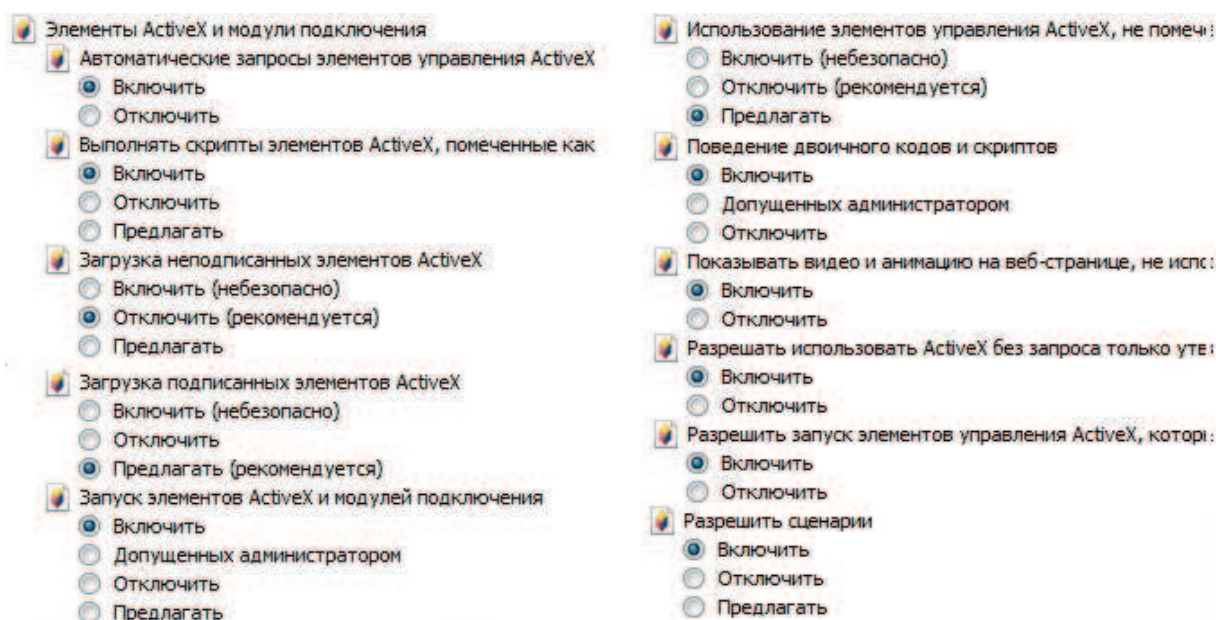 Элементы ActiveX и модули подключения
Автоматические запросы элементов управления ActiveX
Включить
Отключить
Выполнять скрипты элементов ActiveX, помеченные как
Включить
Отключить
Предлагать
Загрузка неподписанных элементов ActiveX
Включить (небезопасно)
Отключить (рекомендуется)
Предлагать
Загрузка подписанных элементов ActiveX
Включить (небезопасно)
Отключить
Предлагать (рекомендуется)
Запуск элементов ActiveX и модулей подключения
Включить
Допущенных администратором
Отключить
Предлагать
Использование элементов управления ActiveX, не
Включить (небезопасно)
Отключить (рекомендуется)
Предлагать
Поведение двоичного кодов и скриптов
Включить
Допущенных администратором
Отключить
Показывать видео и анимацию на веб-странице, не
Включить
Отключить
Разрешать использовать ActiveX без запроса только
Включить
Отключить
Разрешить запуск элементов управления ActiveX,
Включить
Отключить
Разрешить сценарии
Включить
Отключить
Предлагать